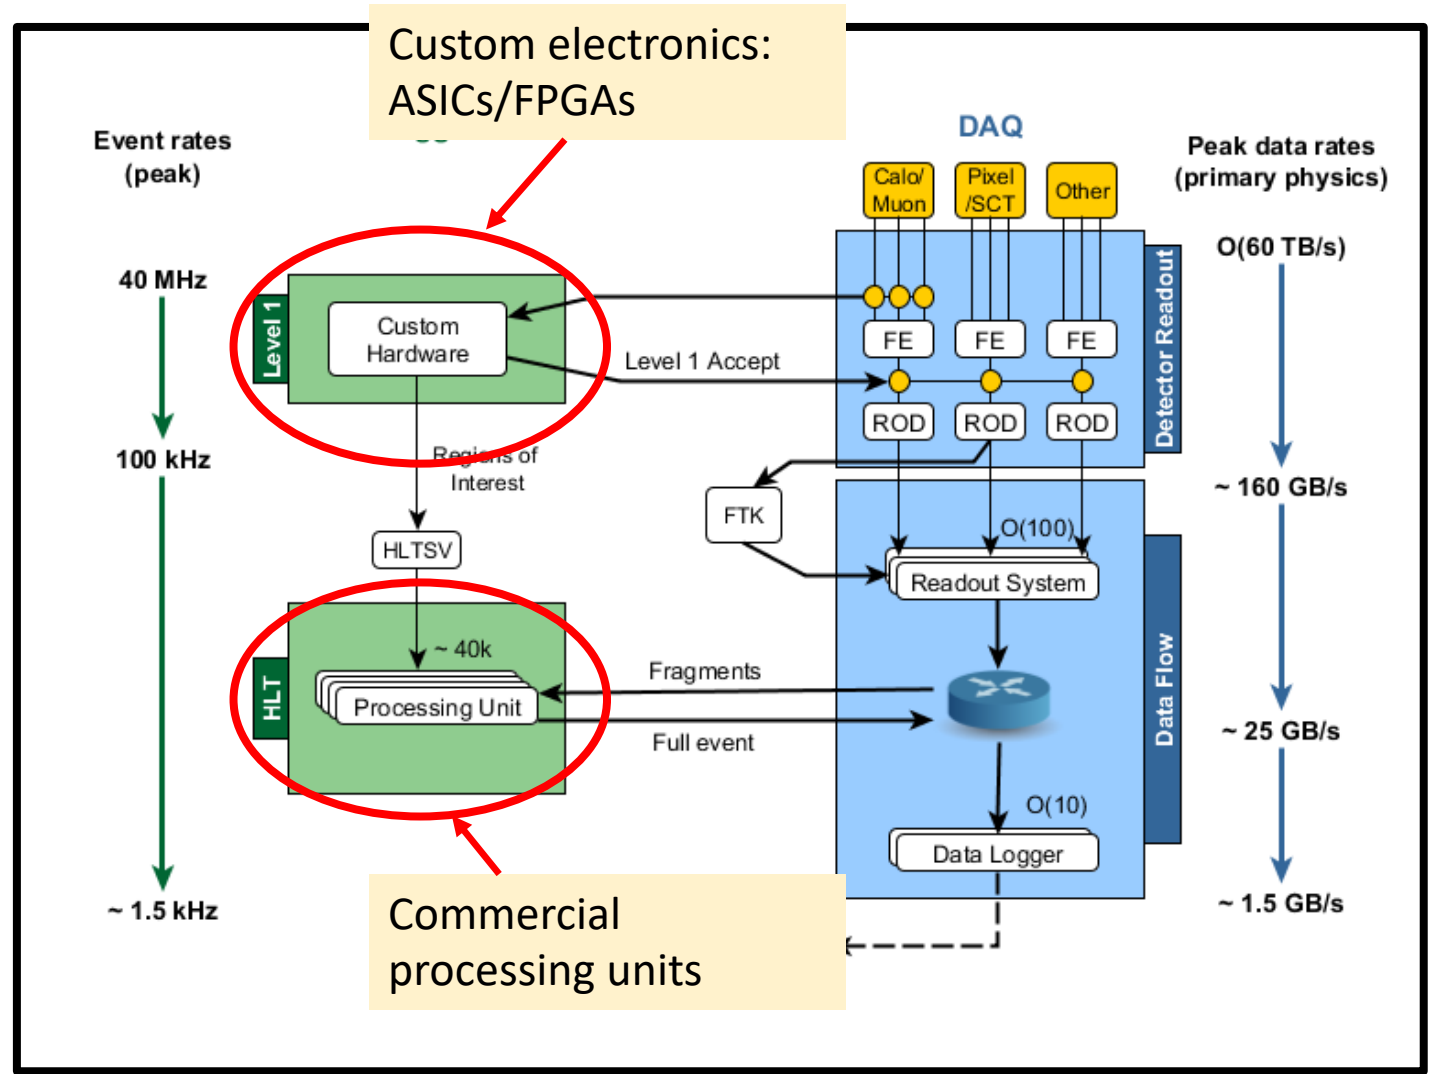 Custom electronics:
ASICs/FPGAs
Event rates
(peak)
DAQ
Peak data rates
(primary physics)
Calo/
Muon
Pixel
/SCT
Other
40 MHz
O(60 TB/s)
Level 1
Custom
Hardware
FE
FE
FE
Level 1 Accept
Detector Readout
ROD
ROD
ROD
100 kHz
Regions of
Interest
~ 160 GB/s
FTK
O(100)
HLTSV
Readout System
~ 40k
HLT
Processing Unit
Fragments
Full event
Data Flow
~ 25 GB/s
O(10)
Data Logger
~ 1.5 kHz
~ 1.5 GB/s
Commercial
processing units